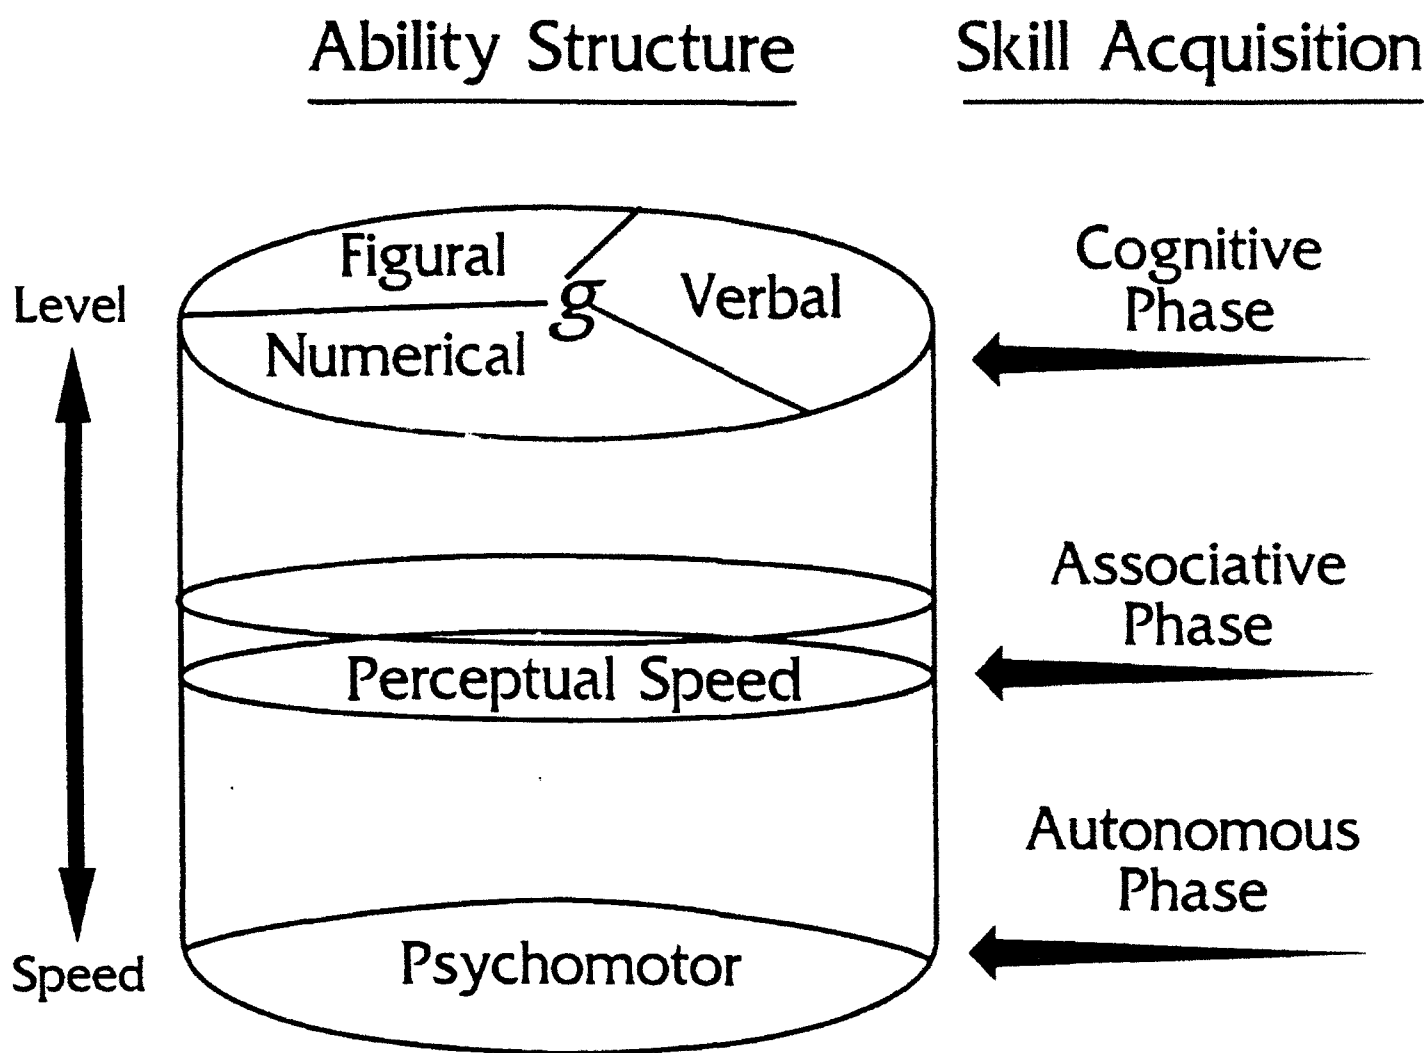 Ability Structure
Skill Acquisition
Figural
g
Verbal
Numerical
Level
Cognitive
Phase
Associative
Phase
Perceptual Speed
Autonomous
Phase
Psychomotor
Speed